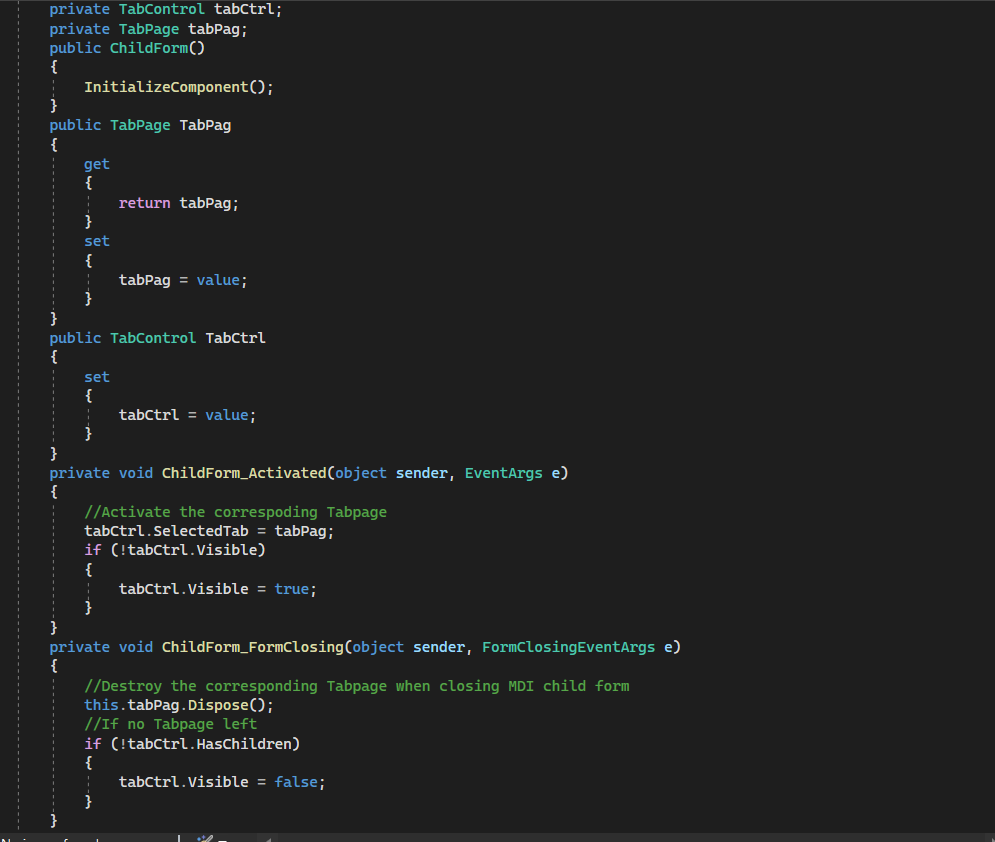 private TabControl tabCtrl;
private TabPage tabPag;
public ChildForm()
{
InitializeComponent();
}
public TabPage TabPag
{
get
{
return tabPag;
}
set
{
tabPag = value;
}
}
public TabControl TabCtrl
{
set
{
tabCtrl = value;
}
}
private void ChildForm_Activated(object sender, EventArgs e)
{
//Activate the correspoding Tabpage
tabCtrl.SelectedTab = tabPag;
if (!tabCtrl.Visible)
{
tabCtrl.Visible = true;
}
}
private void ChildForm_FormClosing(object sender, FormClosingEventArgs e)
{
//Destroy the corresponding Tabpage when closing MDI child form
this.tabPag.Dispose();
//If no Tabpage left
if (!tabCtrl.HasChildren)
{
tabCtrl.Visible = false;
}
}